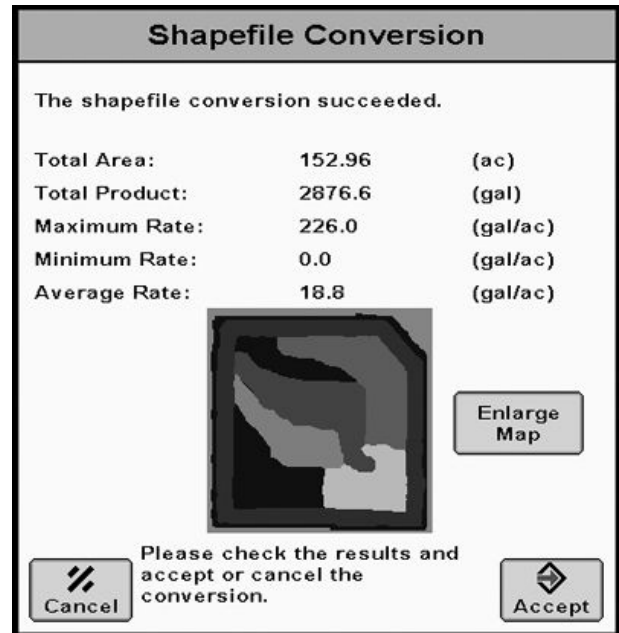 Shapefile Conversion
The shapefile conversion succeeded.
Total Area: 152.96 (ac)
Total Product: 2876.6 (gal)
Maximum Rate: 226.0 (gal/ac)
Minimum Rate: 0.0 (gal/ac)
Average Rate: 18.8 (gal/ac)
Enlarge
Map
Please check the results and
accept or cancel the
conversion.
Cancel
Accept